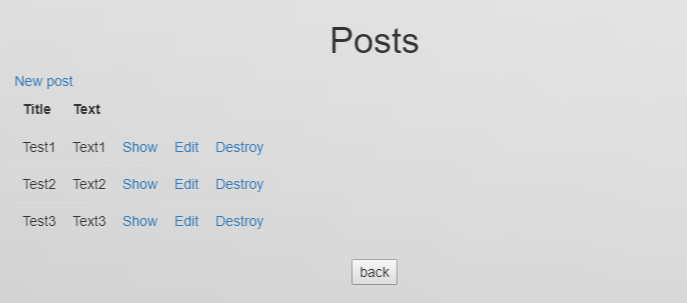 Posts
New post
Title Text
Test1 Text1 Show Edit Destroy
Test2 Text2 Show Edit Destroy
Test3 Text3 Show Edit Destroy
back